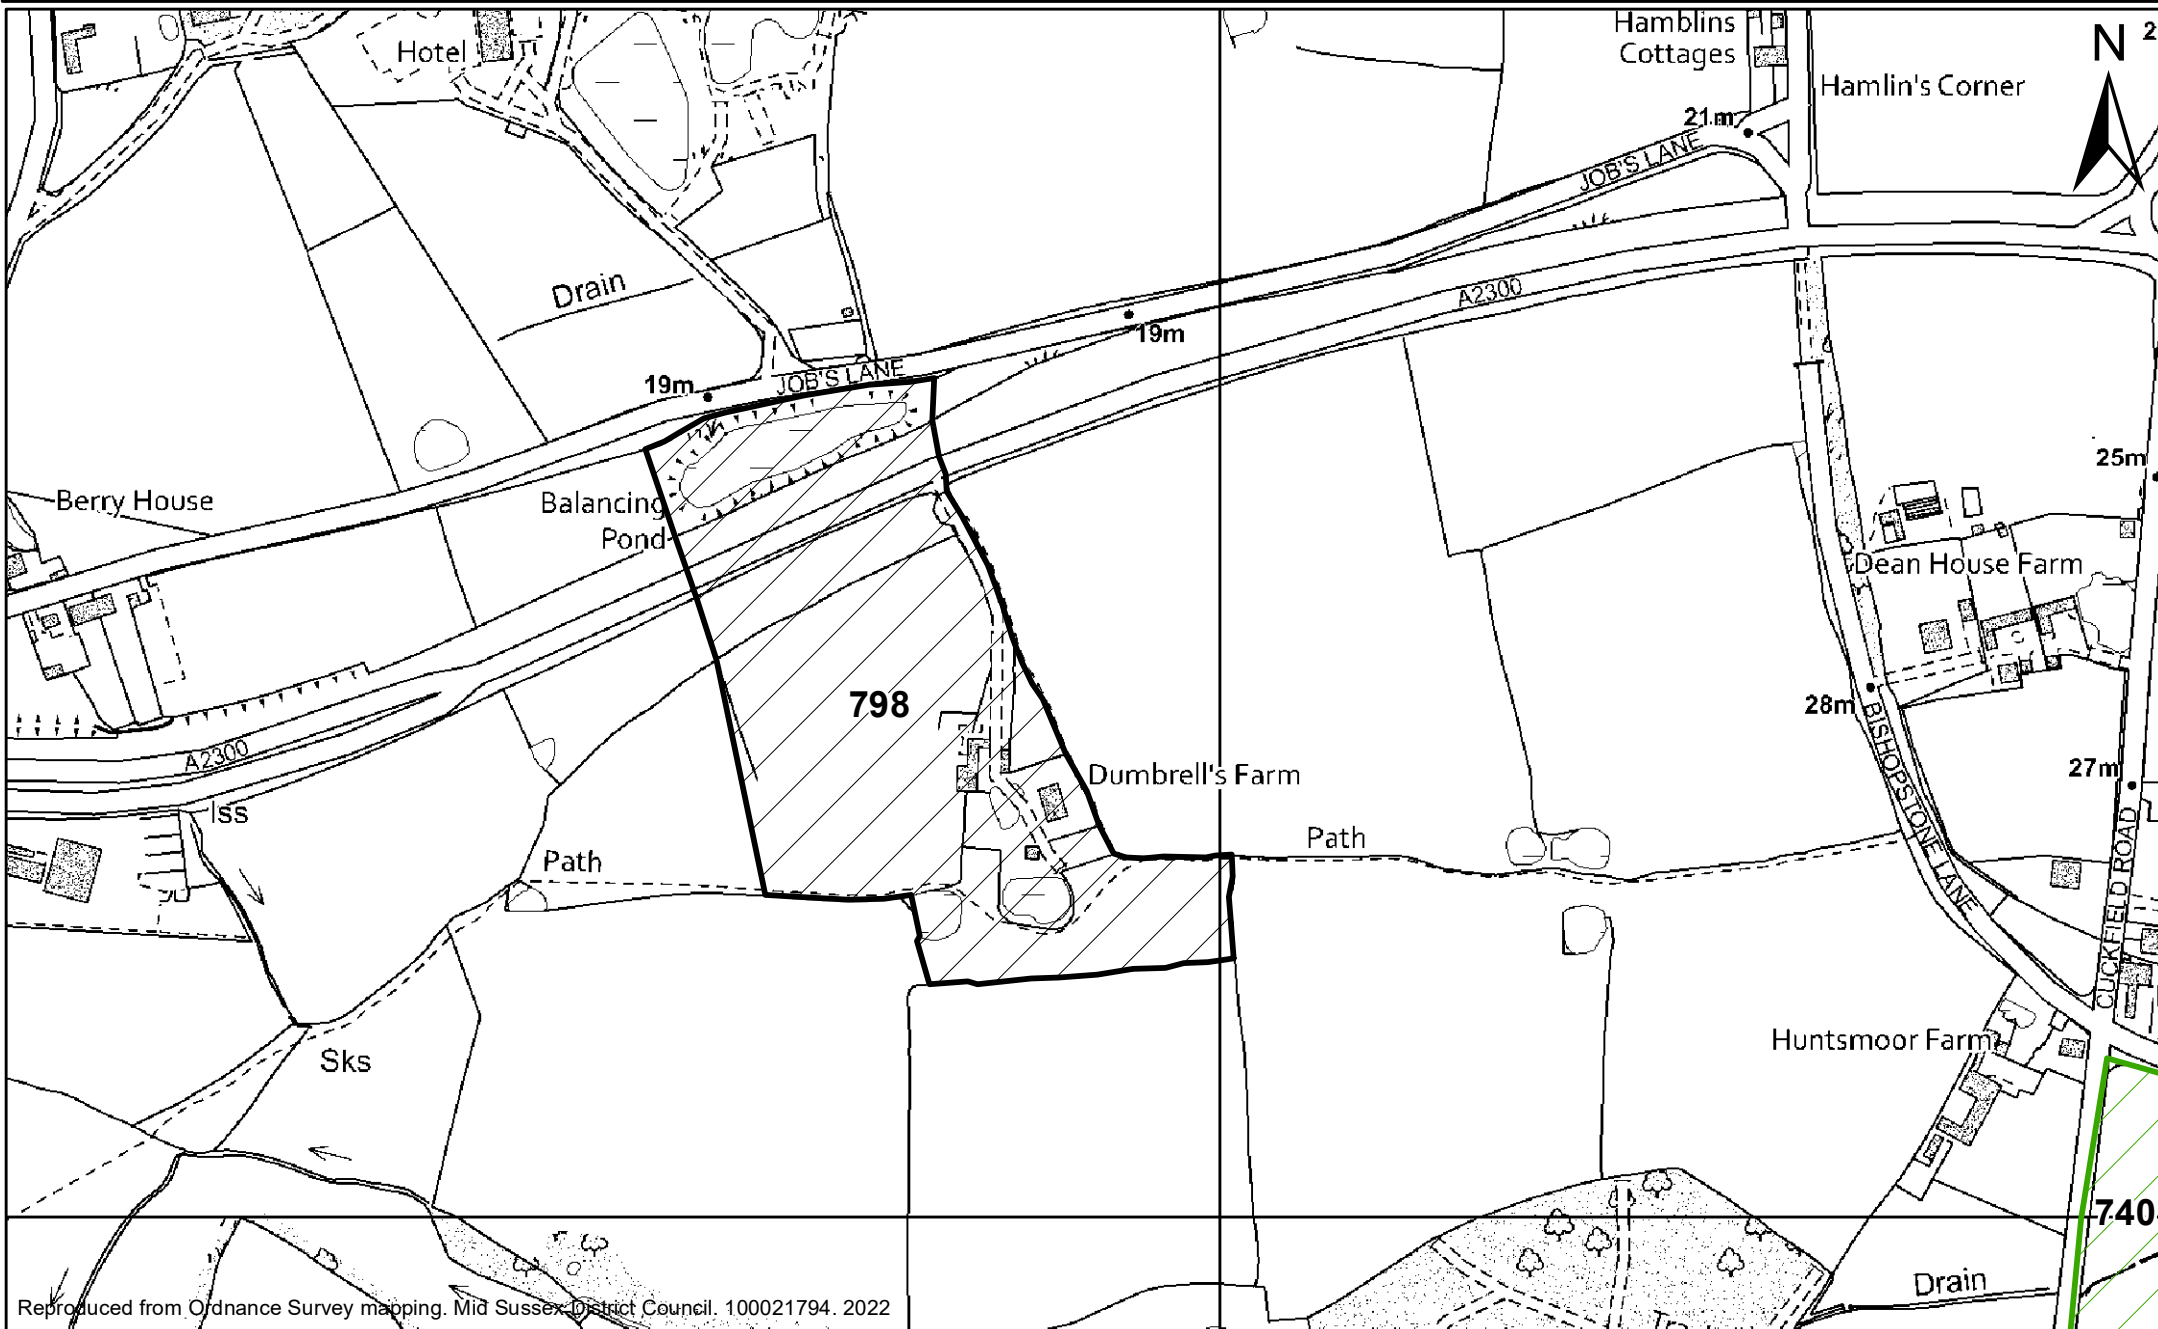 Hotel
Hamblins
Cottages
N
2
Hamlin's Corner
21m
JOB'S LANE
Drain
A2300
19m
JOB'S LANE
19m
25m
Berry House
Balancing
Pond
Dean House Farm
798
28m
BISHOPSTONE LANE
A2300
Dumbrell's Farm
27m
Iss
Path
Path
CUCKFIELD ROAD
Sks
Huntsmoor Farm
740
Drain
Reproduced from Ordnance Survey mapping. Mid Sussex District Council. 100021794. 2022